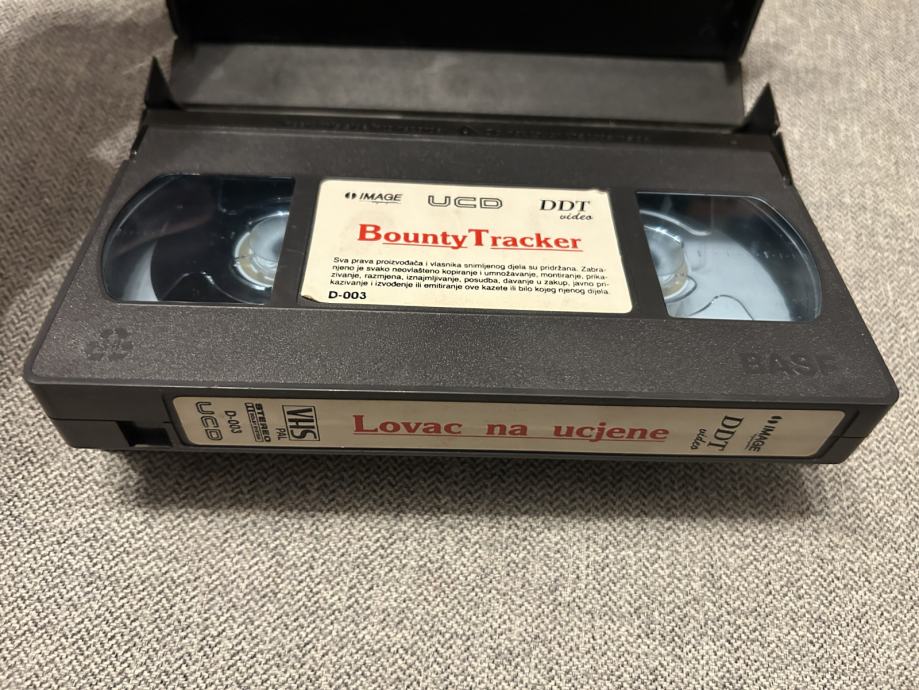 IMAGE UCD DDT video
BountyTracker
Sva prava proizvođača i vlasnika snimljenog djela su pridržana. Zabra-
njeno je svako neovlašteno kopiranje i umnožavanje, montiranje, prika-
zivanje, razmjena, iznajmljivanje, posudba, davanje u zakup, javno pri-
kazivanje i izvođenje ili emitiranje ove kazete ili bilo kojeg njenog dijela.
D-003
BASF
UCD
D-003
STEREO
VHS
PAL
Lovac na ucjene
DDT video
IMAGE